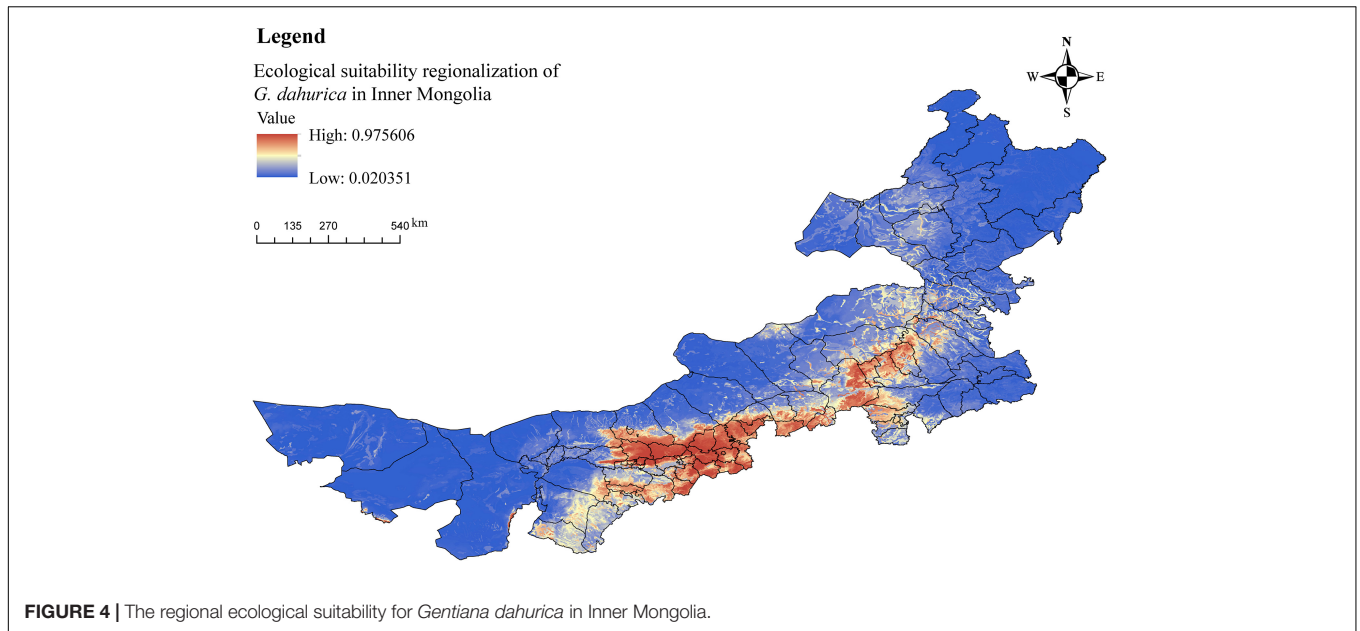 Legend
Ecological suitability regionalization of
G. dahurica in Inner Mongolia
Value
High: 0.975606
Low: 0.020351
0 135 270 540 km
N
W E
S
FIGURE 4 | The regional ecological suitability for Gentiana dahurica in Inner Mongolia.